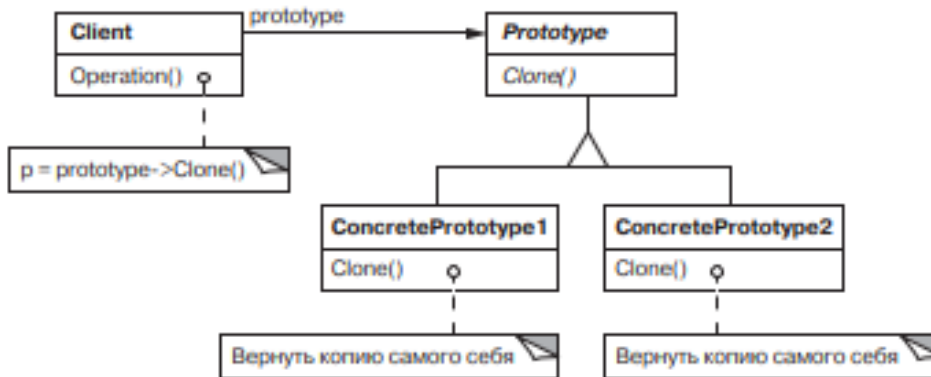 prototype
Client
Prototype
Operation()
Clone()
p = prototype->Clone()
ConcretePrototype1
ConcretePrototype2
Clone()
Clone()
Вернуть копию самого себя
Вернуть копию самого себя